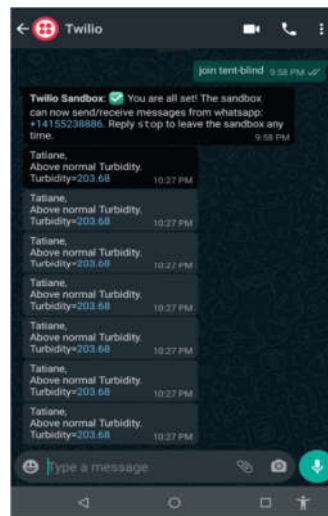 Twilio
join tent-blind 9:58 PM
Twilio Sandbox: ✅ You are all set! The sandbox
can now send/receive messages from whatsapp:
+14155238886. Reply stop to leave the sandbox any
time. 9:58 PM
Tatiane,
Above normal Turbidity.
Turbidity=203.68 10:27 PM
Tatiane,
Above normal Turbidity.
Turbidity=203.68 10:27 PM
Tatiane,
Above normal Turbidity.
Turbidity=203.68 10:27 PM
Tatiane,
Above normal Turbidity.
Turbidity=203.68 10:27 PM
Tatiane,
Above normal Turbidity.
Turbidity=203.68 10:27 PM
Tatiane,
Above normal Turbidity.
Turbidity=203.68 10:27 PM
Tatiane,
Above normal Turbidity.
Turbidity=203.68 10:27 PM
Type a message